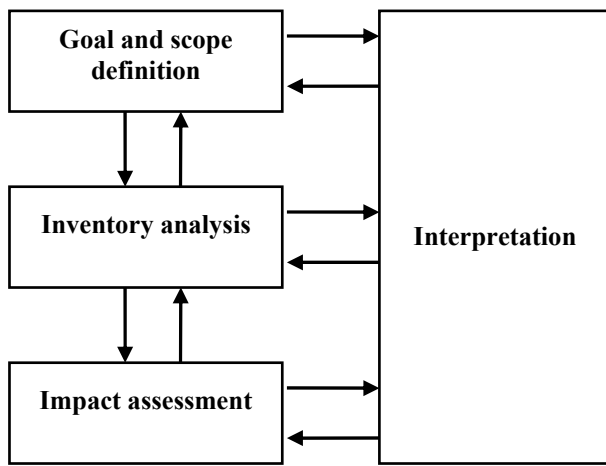 Goal and scope
definition
Inventory analysis
Interpretation
Impact assessment